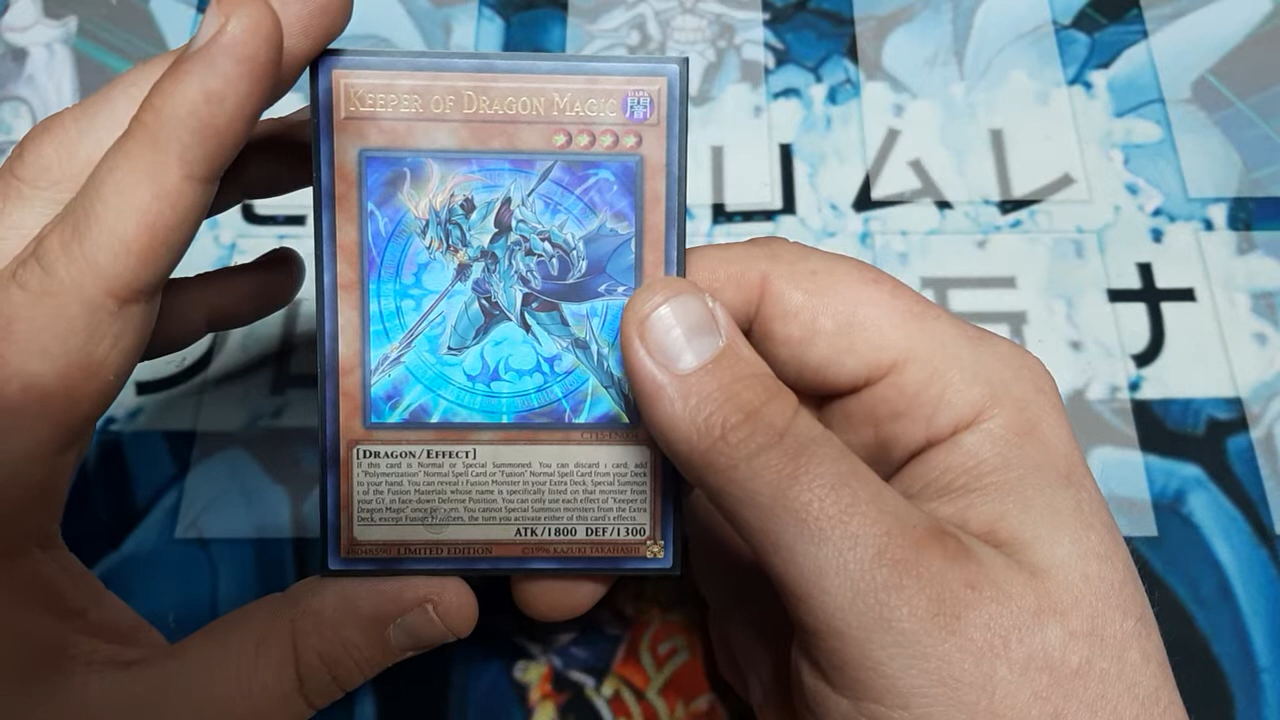 Keeper of Dragon Magic
DARK
闇
[Dragon/Effect]
If this card is Normal or Special Summoned: You can discard 1 card; add
1 "Polymerization" Normal Spell Card or "Fusion" Normal Spell Card from your Deck
to your hand. You can reveal 1 Fusion Monster in your Extra Deck; Special Summon
1 of the Fusion Materials whose name is specifically listed on that monster from
your GY, in face-down Defense Position. You can only use each effect of "Keeper of
Dragon Magic" once per turn. You cannot Special Summon monsters from the Extra
Deck, except Fusion Monsters, the turn you activate either of this card's effects.
ATK/1800 DEF/1300
48048590 LIMITED EDITION ©1996 KAZUKI TAKAHASHI